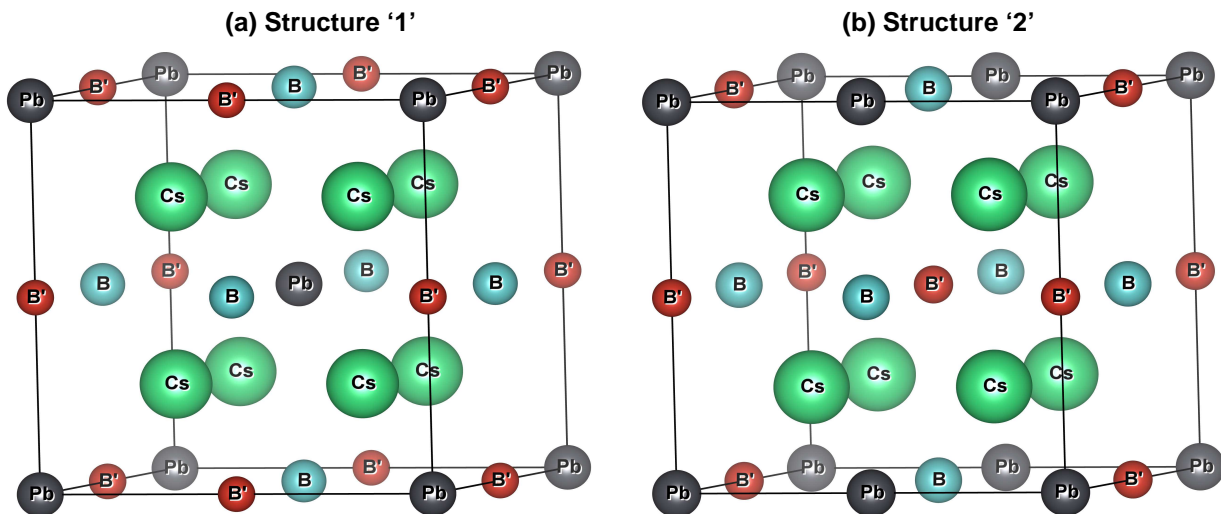 (a) Structure ‘1’
Pb B' Pb B' B B' Pb B' Pb
Cs Cs Cs Cs
B' B B' B Pb B B' B B'
Cs Cs Cs Cs
Pb B' Pb B' B B' Pb B' Pb
(b) Structure ‘2’
Pb B' Pb Pb B Pb Pb B' Pb
Cs Cs Cs Cs
B' B B' B B' B B' B B'
Cs Cs Cs Cs
Pb B' Pb Pb B Pb Pb B' Pb